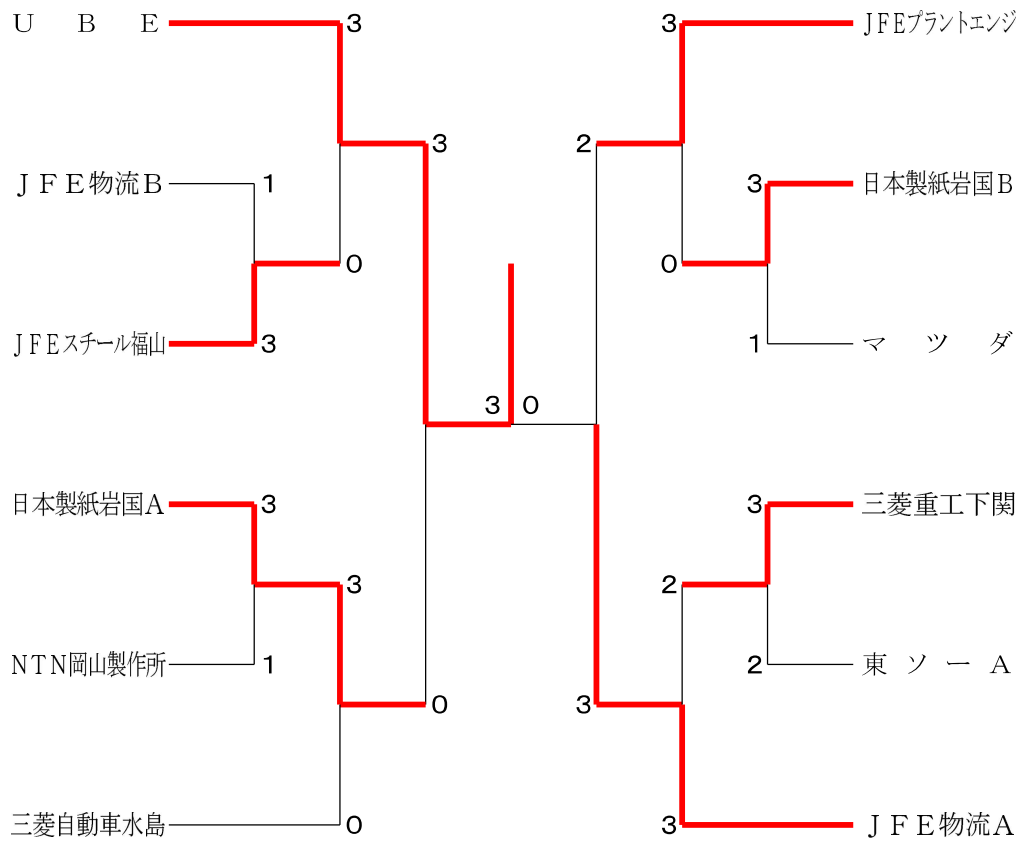 ＵＢＥ 3 3 ＪＦＥプラントエンジ
3 2
ＪＦＥ物流Ｂ 1 3 日本製紙岩国Ｂ
0 0
ＪＦＥスチール福山 3 1 マツダ
3 0
日本製紙岩国Ａ 3 3 三菱重工下関
3 2
ＮＴＮ岡山製作所 1 2 東ソーＡ
0 3
三菱自動車水島 0 3 ＪＦＥ物流Ａ